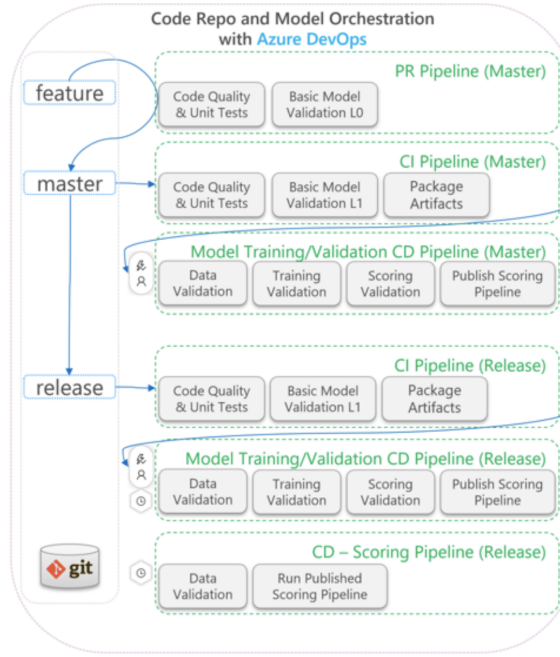 Code Repo and Model Orchestration
with Azure DevOps
PR Pipeline (Master)
feature
Code Quality
& Unit Tests
Basic Model
Validation L0
CI Pipeline (Master)
master
Code Quality
& Unit Tests
Basic Model
Validation L1
Package
Artifacts
Model Training/Validation CD Pipeline (Master)
Data
Validation
Training
Validation
Scoring
Validation
Publish Scoring
Pipeline
CI Pipeline (Release)
release
Code Quality
& Unit Tests
Basic Model
Validation L1
Package
Artifacts
Model Training/Validation CD Pipeline (Release)
Data
Validation
Training
Validation
Scoring
Validation
Publish Scoring
Pipeline
CD – Scoring Pipeline (Release)
git
Data
Validation
Run Published
Scoring Pipeline